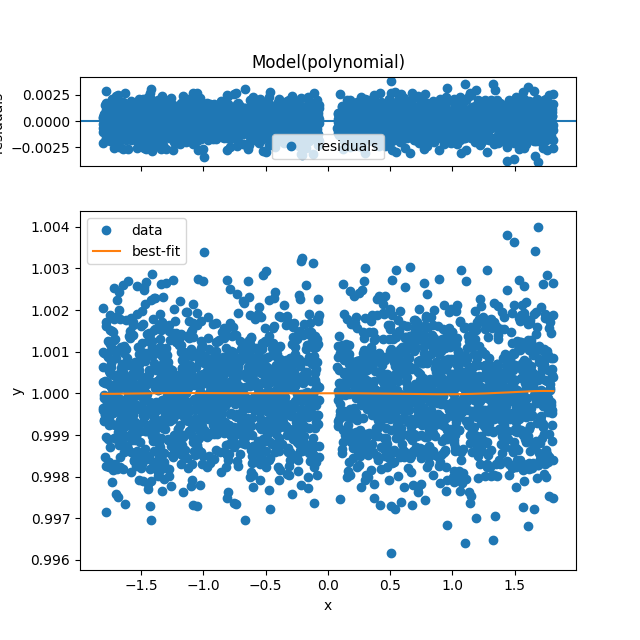 Model(polynomial)
residuals
0.0025
0.0000
−0.0025
residuals
data
best-fit
1.004
1.003
1.002
1.001
1.000
0.999
0.998
0.997
0.996
y
−1.5 −1.0 −0.5 0.0 0.5 1.0 1.5
x